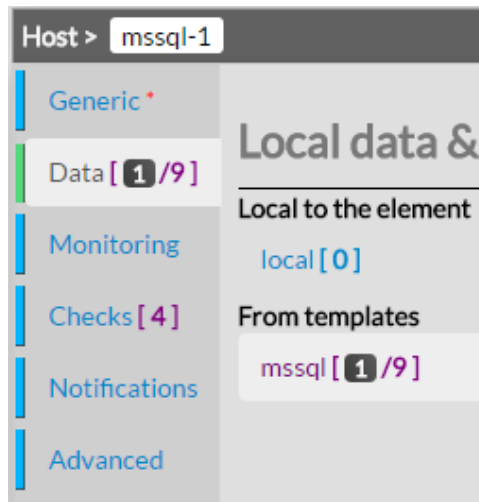 Host > mssql-1
Generic *
Data [ 1 /9 ]
Monitoring
Checks [ 4 ]
Notifications
Advanced
Local data &
Local to the element
local [ 0 ]
From templates
mssql [ 1 /9 ]